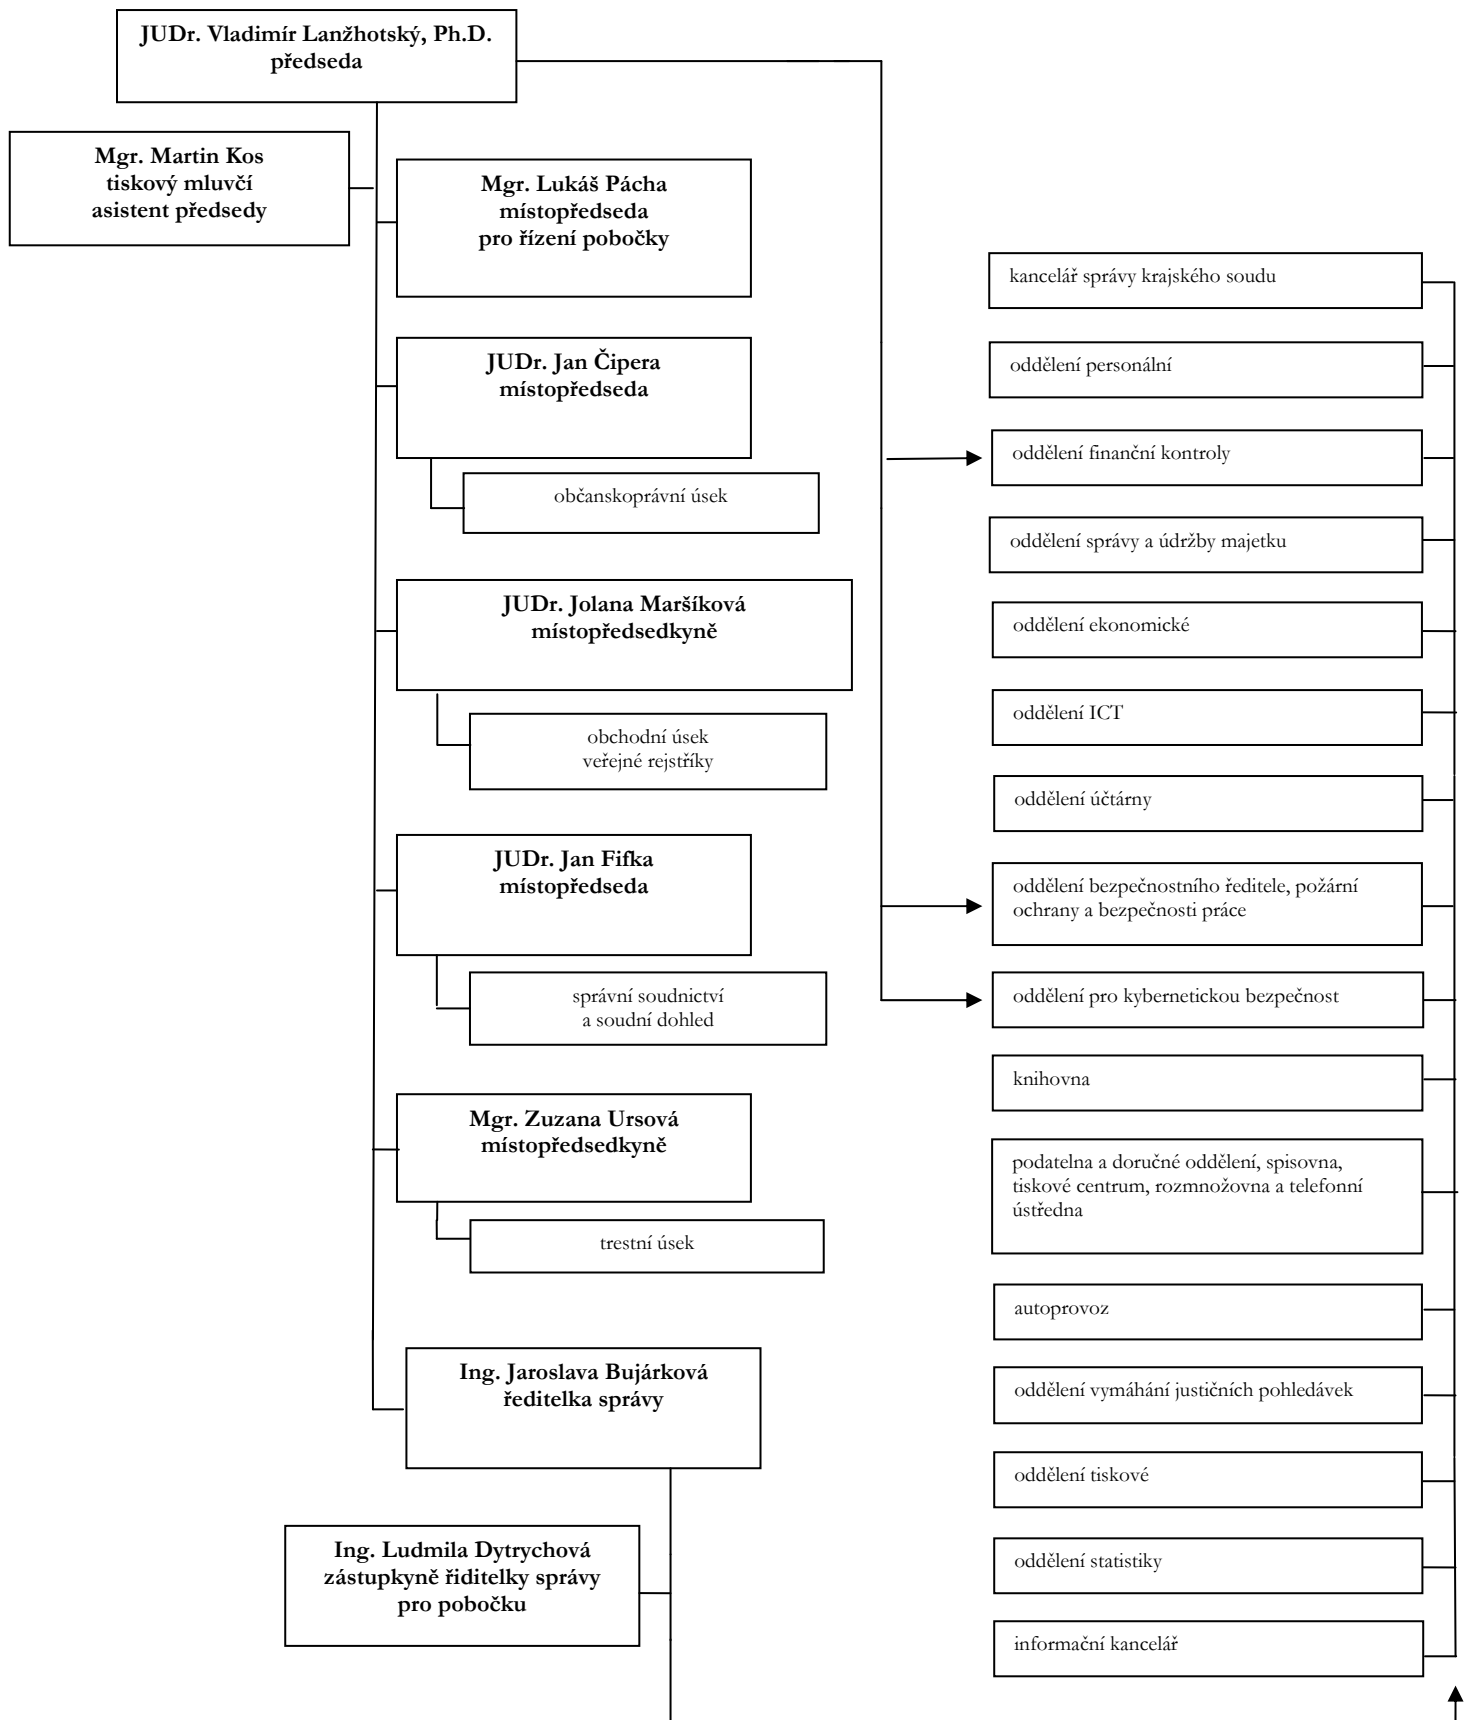 JUDr. Vladimír Lanžhotský, Ph.D.
předseda
Mgr. Martin Kos
tiskový mluvčí
asistent předsedy
Mgr. Lukáš Pácha
místopředseda
pro řízení pobočky
JUDr. Jan Čipera
místopředseda
občanskoprávní úsek
JUDr. Jolana Maršíková
místopředsedkyně
obchodní úsek
veřejné rejstříky
JUDr. Jan Fifka
místopředseda
správní soudnictví
a soudní dohled
Mgr. Zuzana Ursová
místopředsedkyně
trestní úsek
Ing. Jaroslava Bujárková
ředitelka správy
Ing. Ludmila Dytrychová
zástupkyně řiditelky správy
pro pobočku
kancelář správy krajského soudu
oddělení personální
oddělení finanční kontroly
oddělení správy a údržby majetku
oddělení ekonomické
oddělení ICT
oddělení účtárny
oddělení bezpečnostního ředitele, požární
ochrany a bezpečnosti práce
oddělení pro kybernetickou bezpečnost
knihovna
podatelna a doručné oddělení, spisovna,
tiskové centrum, rozmnožovna a telefonní
ústředna
autoprovoz
oddělení vymáhání justičních pohledávek
oddělení tiskové
oddělení statistiky
informační kancelář